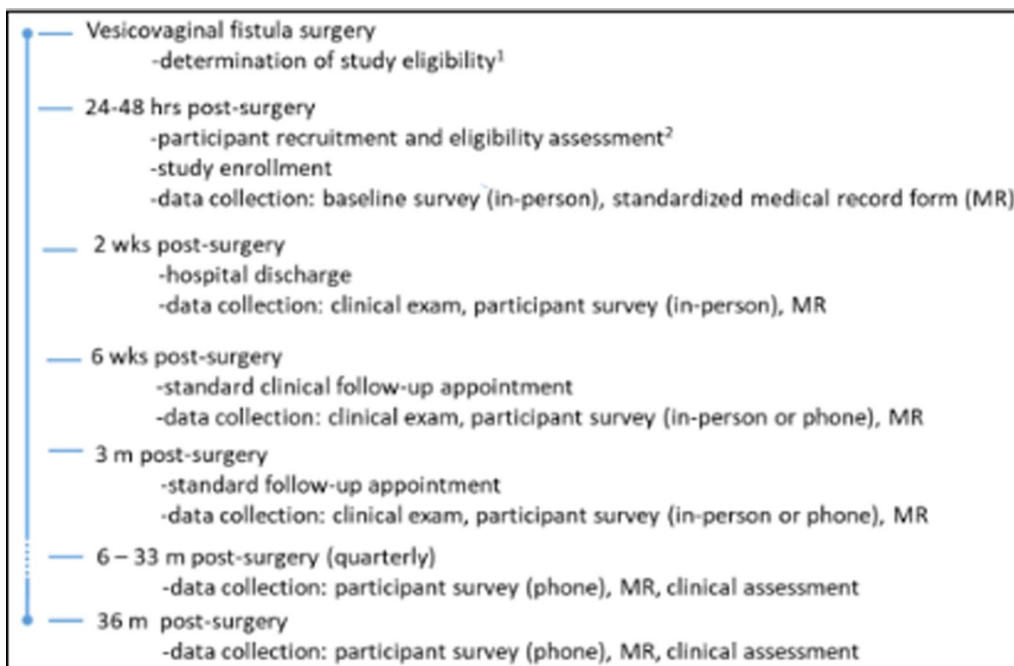 Vesicovaginal fistula surgery
-determination of study eligibility¹
24-48 hrs post-surgery
-participant recruitment and eligibility assessment²
-study enrollment
-data collection: baseline survey (in-person), standardized medical record form (MR)
2 wks post-surgery
-hospital discharge
-data collection: clinical exam, participant survey (in-person), MR
6 wks post-surgery
-standard clinical follow-up appointment
-data collection: clinical exam, participant survey (in-person or phone), MR
3 m post-surgery
-standard follow-up appointment
-data collection: clinical exam, participant survey (in-person or phone), MR
6 – 33 m post-surgery (quarterly)
-data collection: participant survey (phone), MR, clinical assessment
36 m post-surgery
-data collection: participant survey (phone), MR, clinical assessment